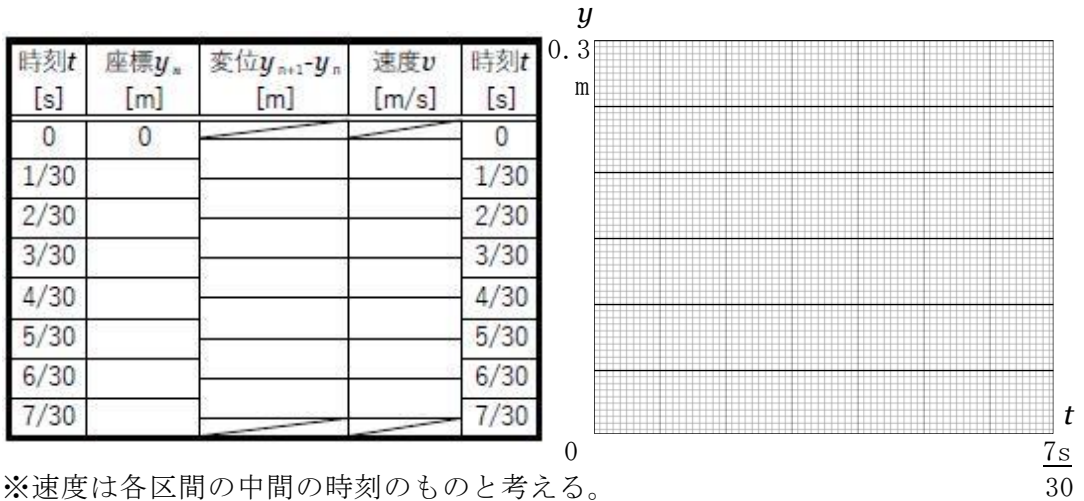 y
0.3
m
時刻t 座標yₙ 変位yₙ₊₁-yₙ 速度v 時刻t
[s] [m] [m] [m/s] [s]
0 0 0
1/30 1/30
2/30 2/30
3/30 3/30
4/30 4/30
5/30 5/30
6/30 6/30
7/30 7/30
t
0
7s
30
※速度は各区間の中間の時刻のものと考える。